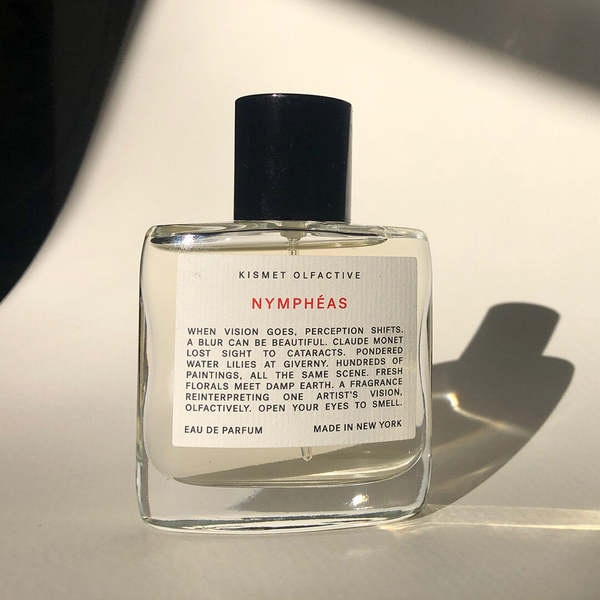 KISMET OLFACTIVE
NYMPHÉAS
WHEN VISION GOES, PERCEPTION SHIFTS.
A BLUR CAN BE BEAUTIFUL. CLAUDE MONET
LOST SIGHT TO CATARACTS. PONDERED
WATER LILIES AT GIVERNY. HUNDREDS OF
PAINTINGS, ALL THE SAME SCENE. FRESH
FLORALS MEET DAMP EARTH. A FRAGRANCE
REINTERPRETING ONE ARTIST'S VISION,
OLFACTIVELY. OPEN YOUR EYES TO SMELL.
EAU DE PARFUM MADE IN NEW YORK